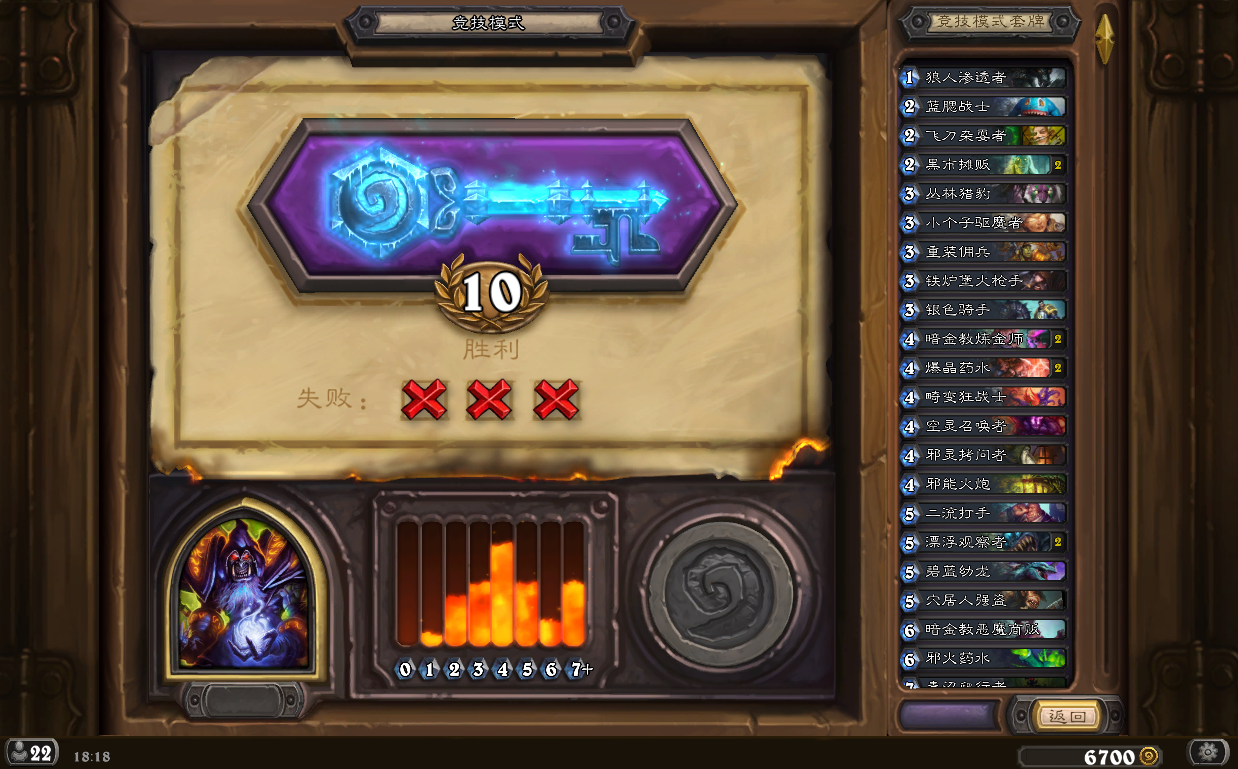 竞技模式
竞技模式套牌
10
胜利
失败：
0 1 2 3 4 5 6 7+
1 狼人渗透者
2 蓝腮战士
2 飞刀杂耍者
2 黑市摊贩 2
3 丛林猎豹
3 小个子驱魔者
3 重装佣兵
3 铁炉堡火枪手
3 银色骑手
4 暗金教炼金师 2
4 爆晶药水 2
4 畸变狂战士
4 空灵召唤者
4 邪灵拷问者
4 邪能火炮
5 二流打手
5 漂浮观察者 2
5 碧蓝幼龙
5 穴居人强盗
6 暗金教恶魔商贩
6 邪火药水
7
返回
22
18:18
6700